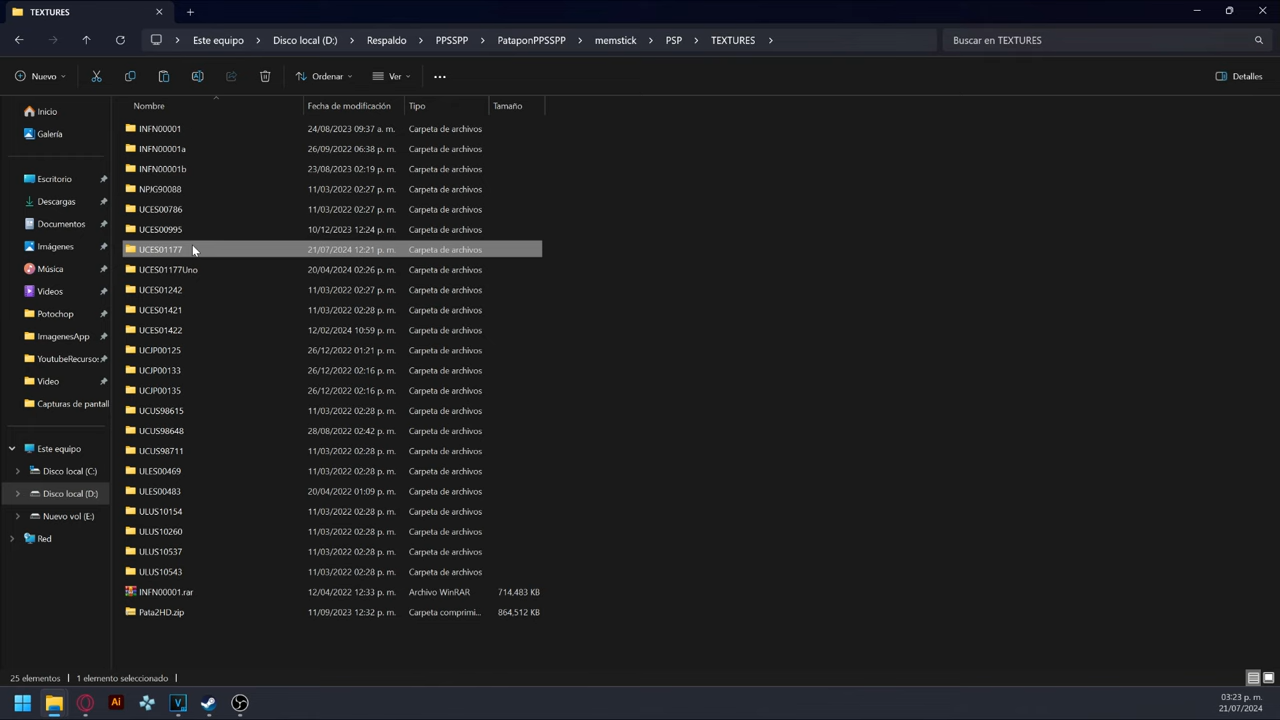 TEXTURES
Este equipo > Disco local (D:) > Respaldo > PPSSPP > PataponPPSSPP > memstick > PSP > TEXTURES >
Buscar en TEXTURES
Nuevo
Ordenar
Ver
Detalles
Nombre Fecha de modificación Tipo Tamaño
Inicio
Galería
Escritorio
Descargas
Documentos
Imágenes
Música
Videos
Potochop
ImagenesApp
YoutubeRecursos
Video
Capturas de pantall
Este equipo
Disco local (C:)
Disco local (D:)
Nuevo vol (E:)
Red
INFN00001 24/08/2023 09:37 a. m. Carpeta de archivos
INFN00001a 26/09/2022 06:38 p. m. Carpeta de archivos
INFN00001b 23/08/2023 02:19 p. m. Carpeta de archivos
NPJG90088 11/03/2022 02:27 p. m. Carpeta de archivos
UCES00786 11/03/2022 02:27 p. m. Carpeta de archivos
UCES00995 10/12/2023 12:24 p. m. Carpeta de archivos
UCES01177 21/07/2024 12:21 p. m. Carpeta de archivos
UCES01177Uno 20/04/2024 02:26 p. m. Carpeta de archivos
UCES01242 11/03/2022 02:27 p. m. Carpeta de archivos
UCES01421 11/03/2022 02:28 p. m. Carpeta de archivos
UCES01422 12/02/2024 10:59 p. m. Carpeta de archivos
UCJP00125 26/12/2022 01:21 p. m. Carpeta de archivos
UCJP00133 26/12/2022 02:16 p. m. Carpeta de archivos
UCJP00135 26/12/2022 02:16 p. m. Carpeta de archivos
UCUS98615 11/03/2022 02:28 p. m. Carpeta de archivos
UCUS98648 28/08/2022 02:42 p. m. Carpeta de archivos
UCUS98711 11/03/2022 02:28 p. m. Carpeta de archivos
ULES00469 11/03/2022 02:28 p. m. Carpeta de archivos
ULES00483 20/04/2022 01:09 p. m. Carpeta de archivos
ULUS10154 11/03/2022 02:28 p. m. Carpeta de archivos
ULUS10260 11/03/2022 02:28 p. m. Carpeta de archivos
ULUS10537 11/03/2022 02:28 p. m. Carpeta de archivos
ULUS10543 11/03/2022 02:28 p. m. Carpeta de archivos
INFN00001.rar 12/04/2022 12:33 p. m. Archivo WinRAR 714,483 KB
Pata2HD.zip 11/09/2023 12:32 p. m. Carpeta comprimi... 864,512 KB
25 elementos 1 elemento seleccionado
Ai
V
03:23 p. m.
21/07/2024